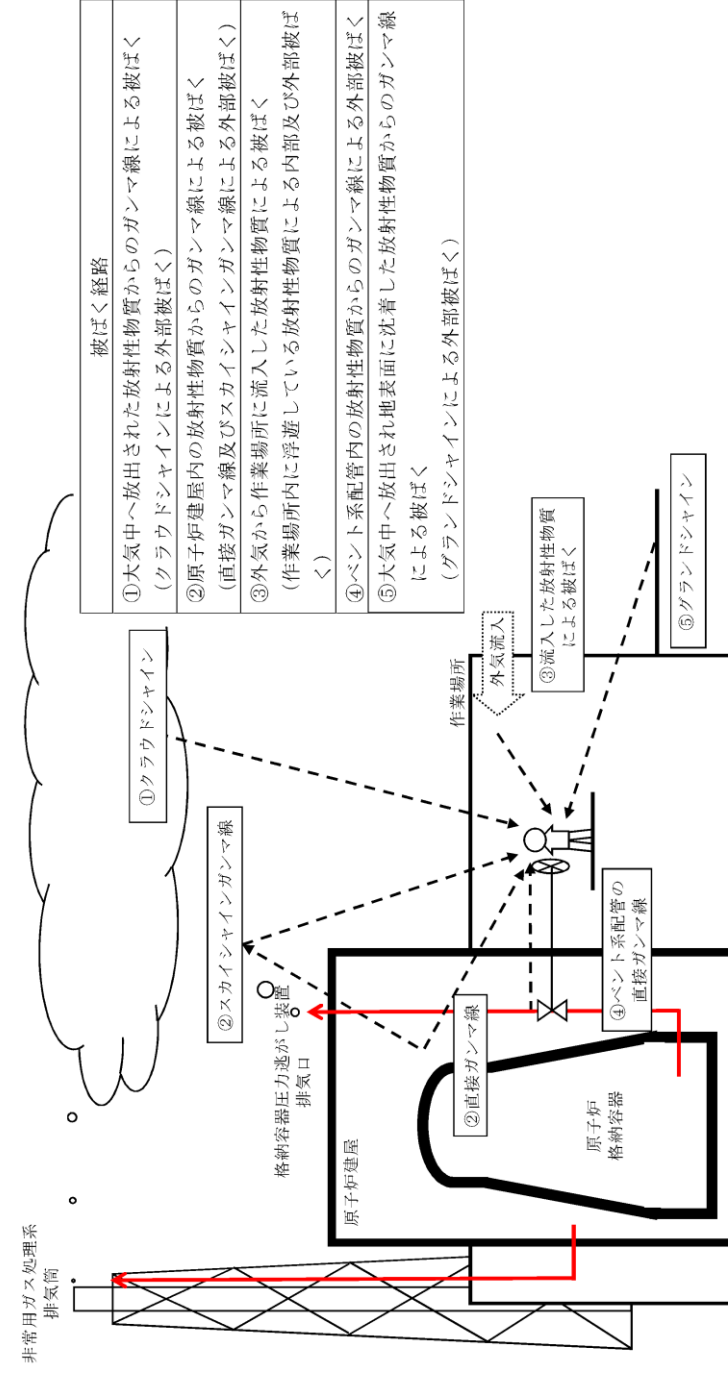 非常用ガス処理系
排気筒
格納容器圧力逃がし装置
排気口
原子炉建屋
原子炉
格納容器
①クラウドシャイン
②スカイシャインガンマ線
②直接ガンマ線
④ベント系配管の
直接ガンマ線
作業場所
外気流入
③流入した放射性物質
による被ばく
⑤グランドシャイン
被ばく経路
①大気中へ放出された放射性物質からのガンマ線による被ばく
(クラウドシャインによる外部被ばく)
②原子炉建屋内の放射性物質からのガンマ線による被ばく
(直接ガンマ線及びスカイシャインガンマ線による外部被ばく)
③外気から作業場所に流入した放射性物質による被ばく
(作業場所内に浮遊している放射性物質による内部及び外部被ば
く)
④ベント系配管内の放射性物質からのガンマ線による外部被ばく
⑤大気中へ放出され地表面に沈着した放射性物質からのガンマ線
による被ばく
(グランドシャインによる外部被ばく)